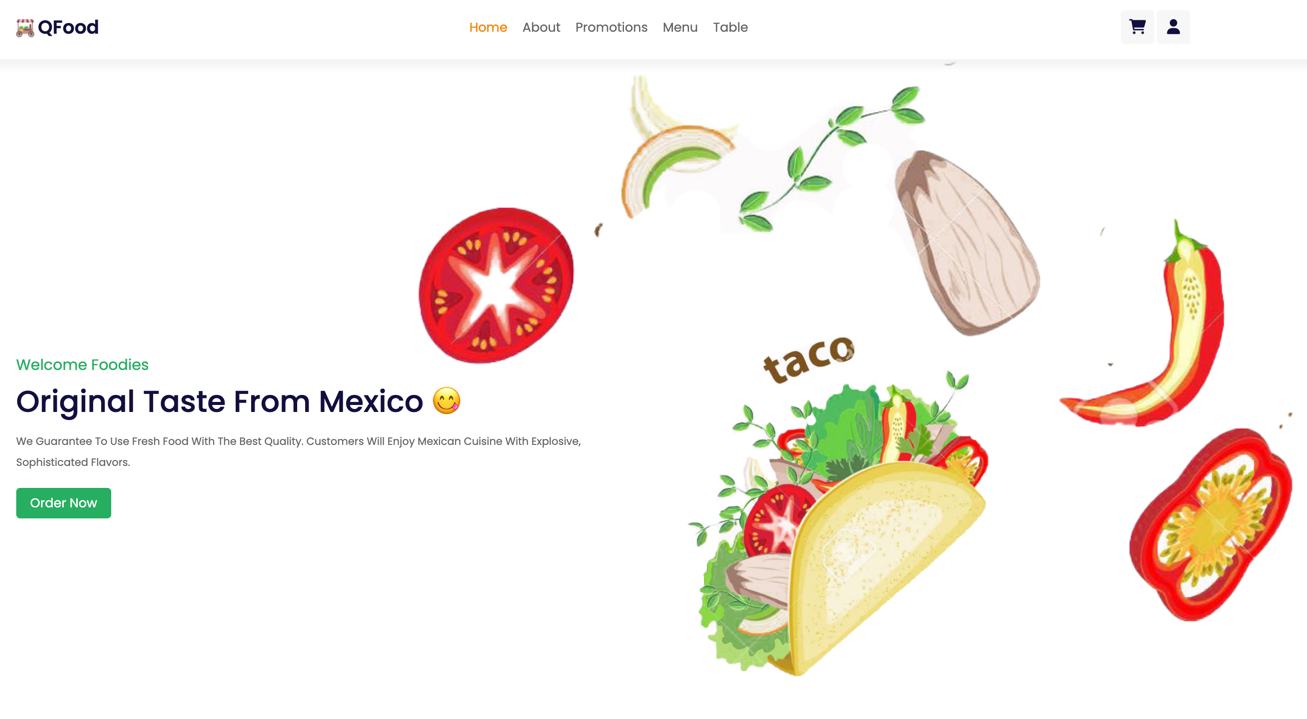 QFood
Home About Promotions Menu Table
taco
Welcome Foodies
Original Taste From Mexico 😋
We Guarantee To Use Fresh Food With The Best Quality. Customers Will Enjoy Mexican Cuisine With Explosive,
Sophisticated Flavors.
Order Now